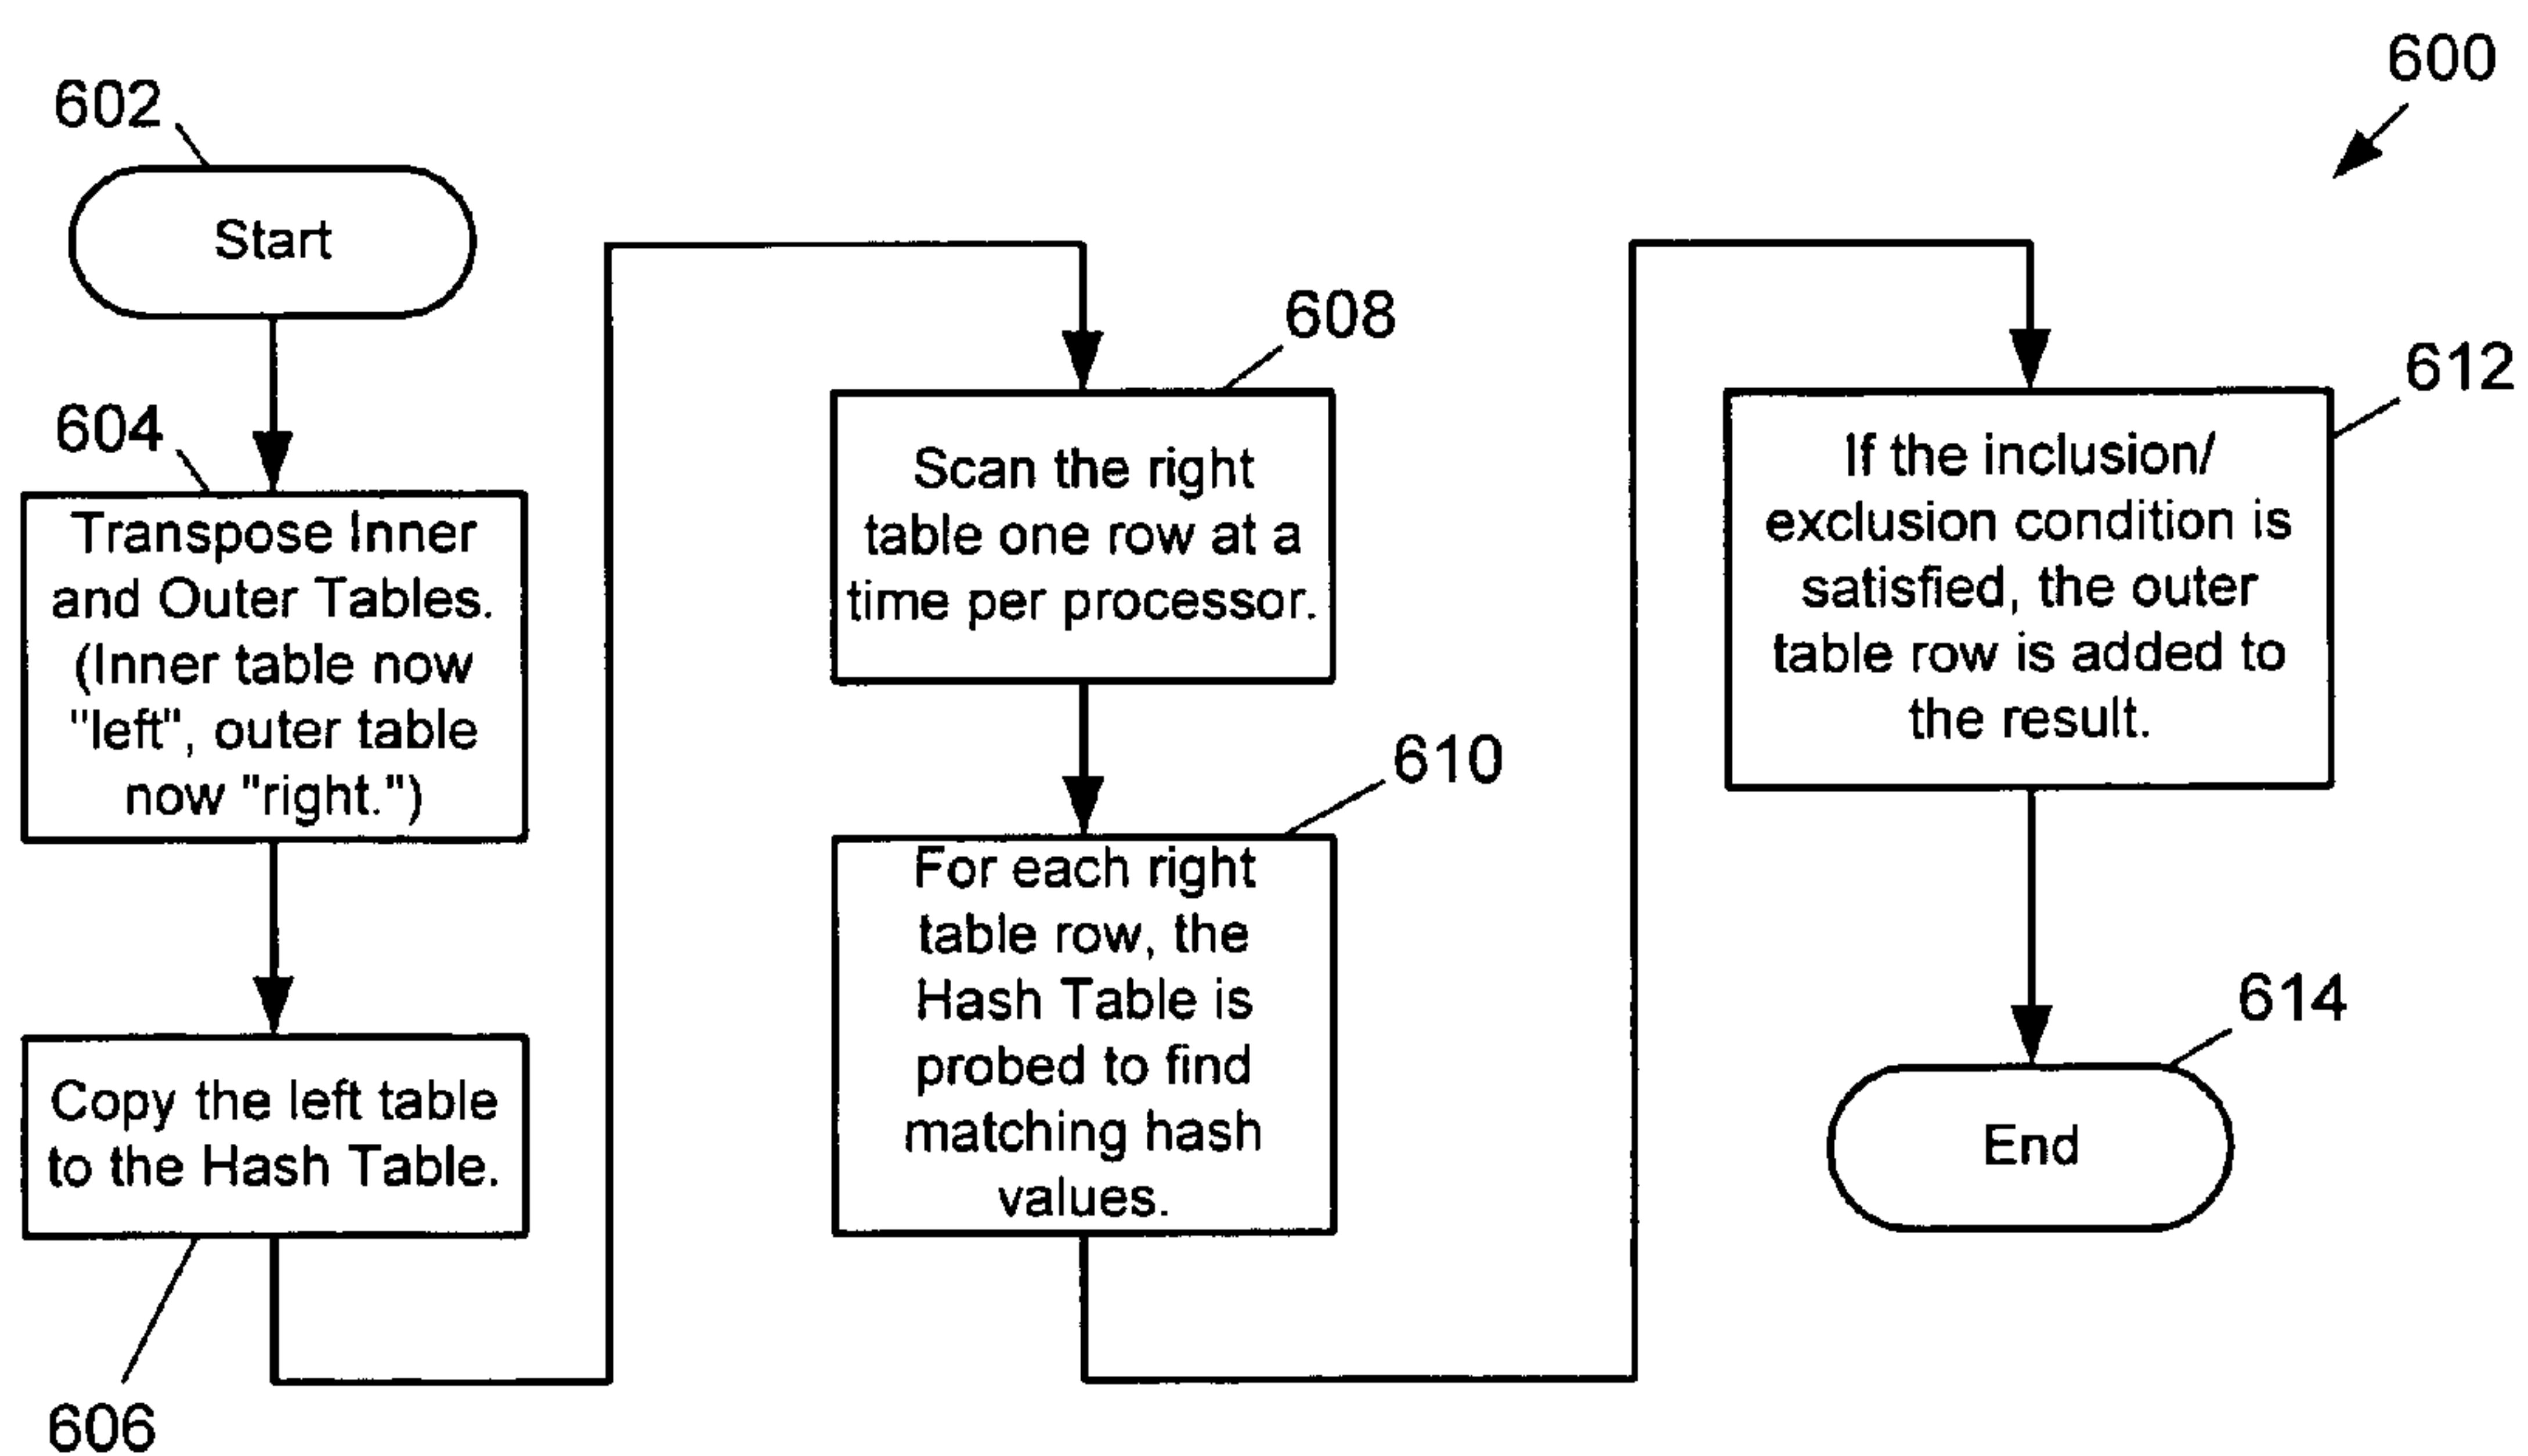 600
602
Start
604
Transpose Inner
and Outer Tables.
(Inner table now
"left", outer table
now "right.")
Copy the left table
to the Hash Table.
606
608
Scan the right
table one row at a
time per processor.
610
For each right
table row, the
Hash Table is
probed to find
matching hash
values.
612
If the inclusion/
exclusion condition is
satisfied, the outer
table row is added to
the result.
614
End